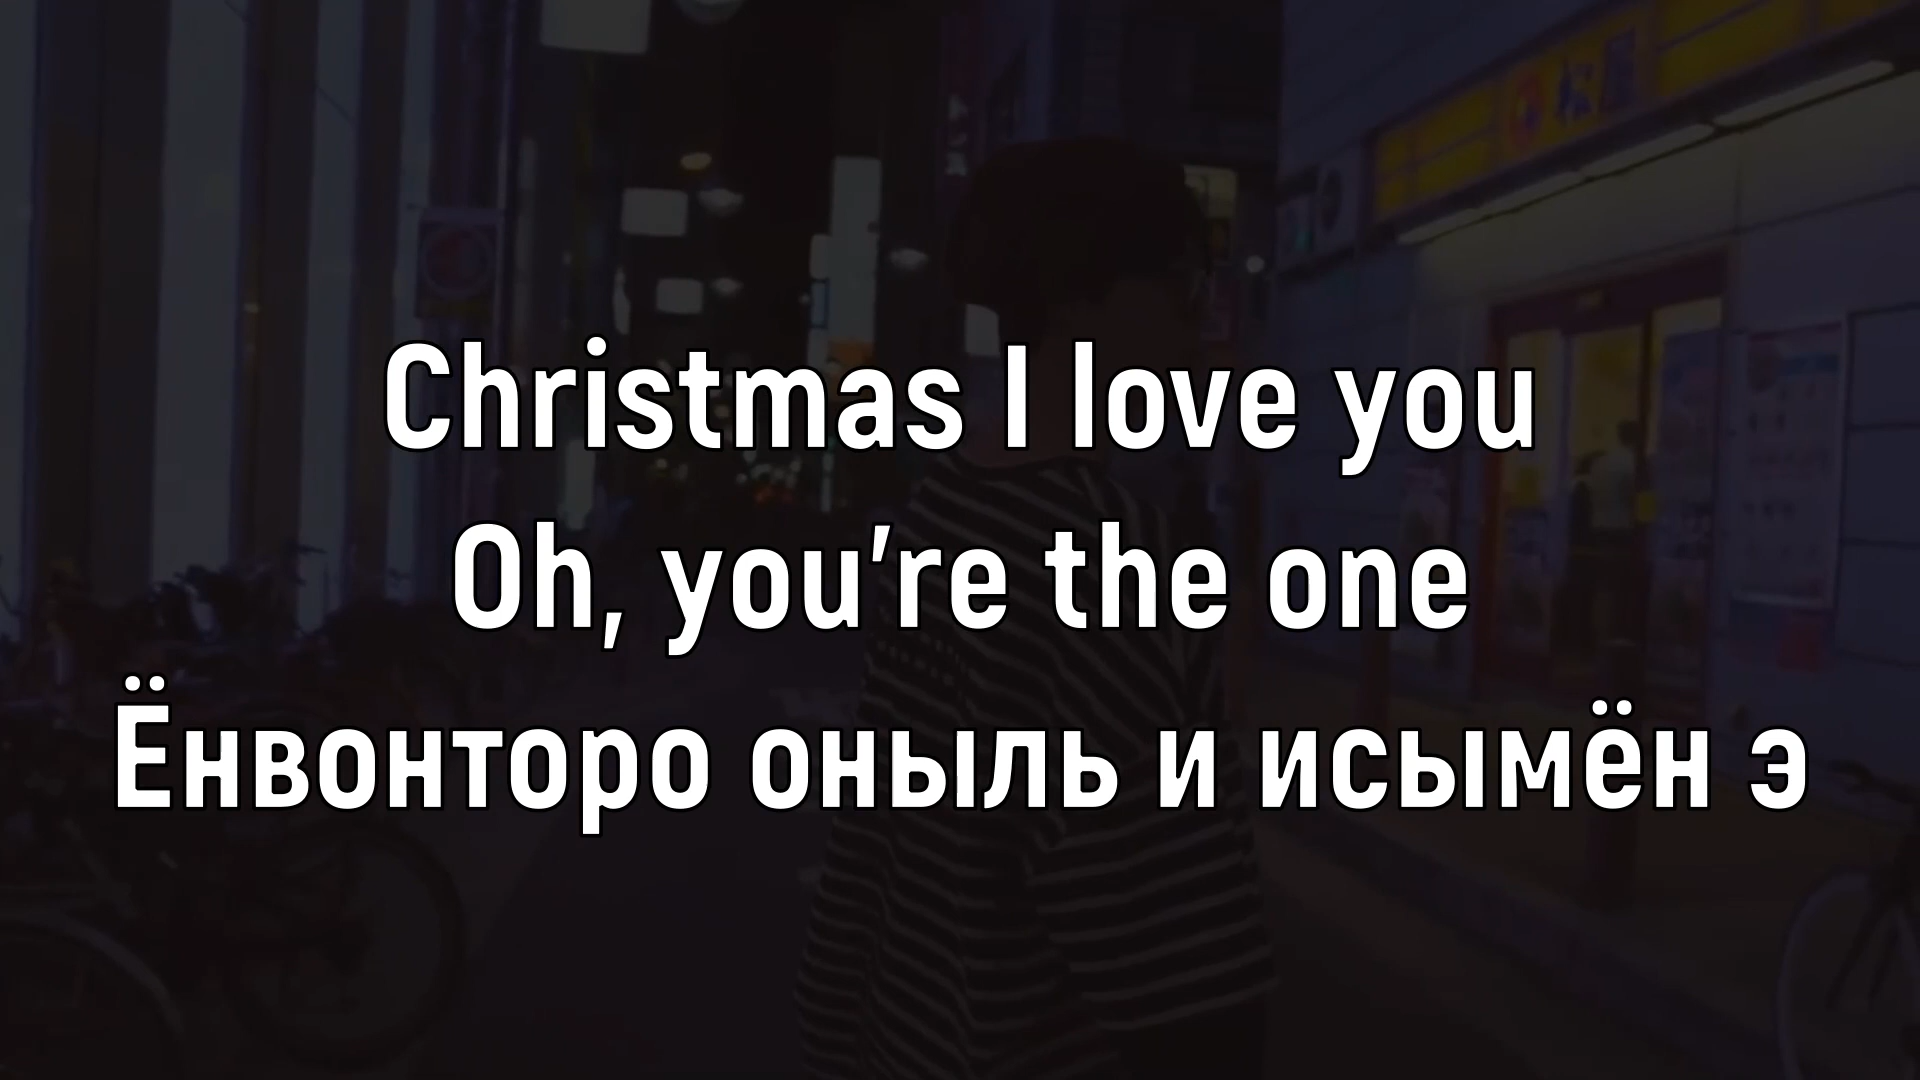 Christmas I love you
Oh, you're the one
Ёнвонторо оныль и исымён э